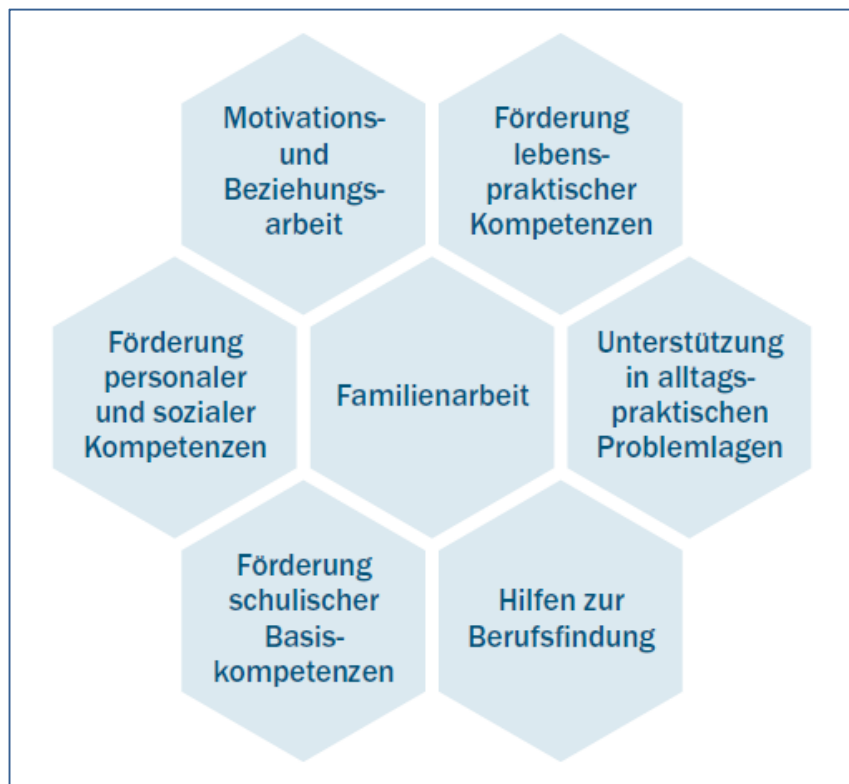 Motivations-
und
Beziehungs-
arbeit
Förderung
lebens-
praktischer
Kompetenzen
Förderung
personaler
und sozialer
Kompetenzen
Familienarbeit
Unterstützung
in alltags-
praktischen
Problemlagen
Förderung
schulischer
Basis-
kompetenzen
Hilfen zur
Berufsfindung